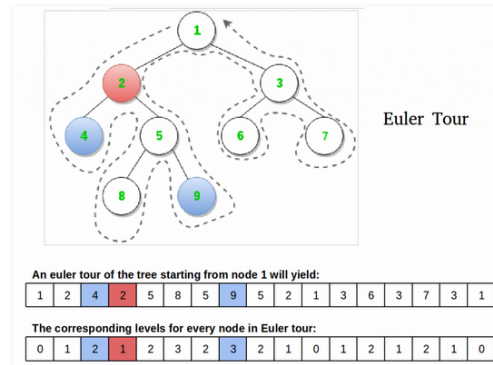 1
2
3
4
5
6
7
8
9
Euler Tour
An euler tour of the tree starting from node 1 will yield:
1 2 4 2 5 8 5 9 5 2 1 3 6 3 7 3 1
The corresponding levels for every node in Euler tour:
0 1 2 1 2 3 2 3 2 1 0 1 2 1 2 1 0